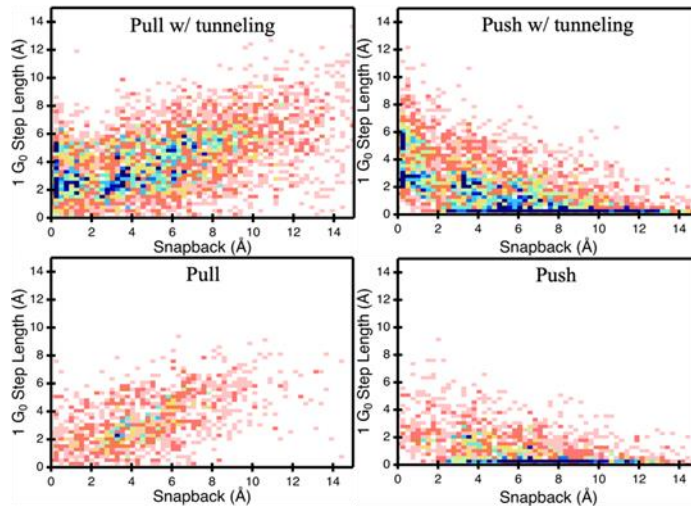 Pull w/ tunneling
1 G₀ Step Length (Å)
14
12
10
8
6
4
2
0
0 2 4 6 8 10 12 14
Snapback (Å)
Push w/ tunneling
1 G₀ Step Length (Å)
14
12
10
8
6
4
2
0
0 2 4 6 8 10 12 14
Snapback (Å)
Pull
1 G₀ Step Length (Å)
14
12
10
8
6
4
2
0
0 2 4 6 8 10 12 14
Snapback (Å)
Push
1 G₀ Step Length (Å)
14
12
10
8
6
4
2
0
0 2 4 6 8 10 12 14
Snapback (Å)